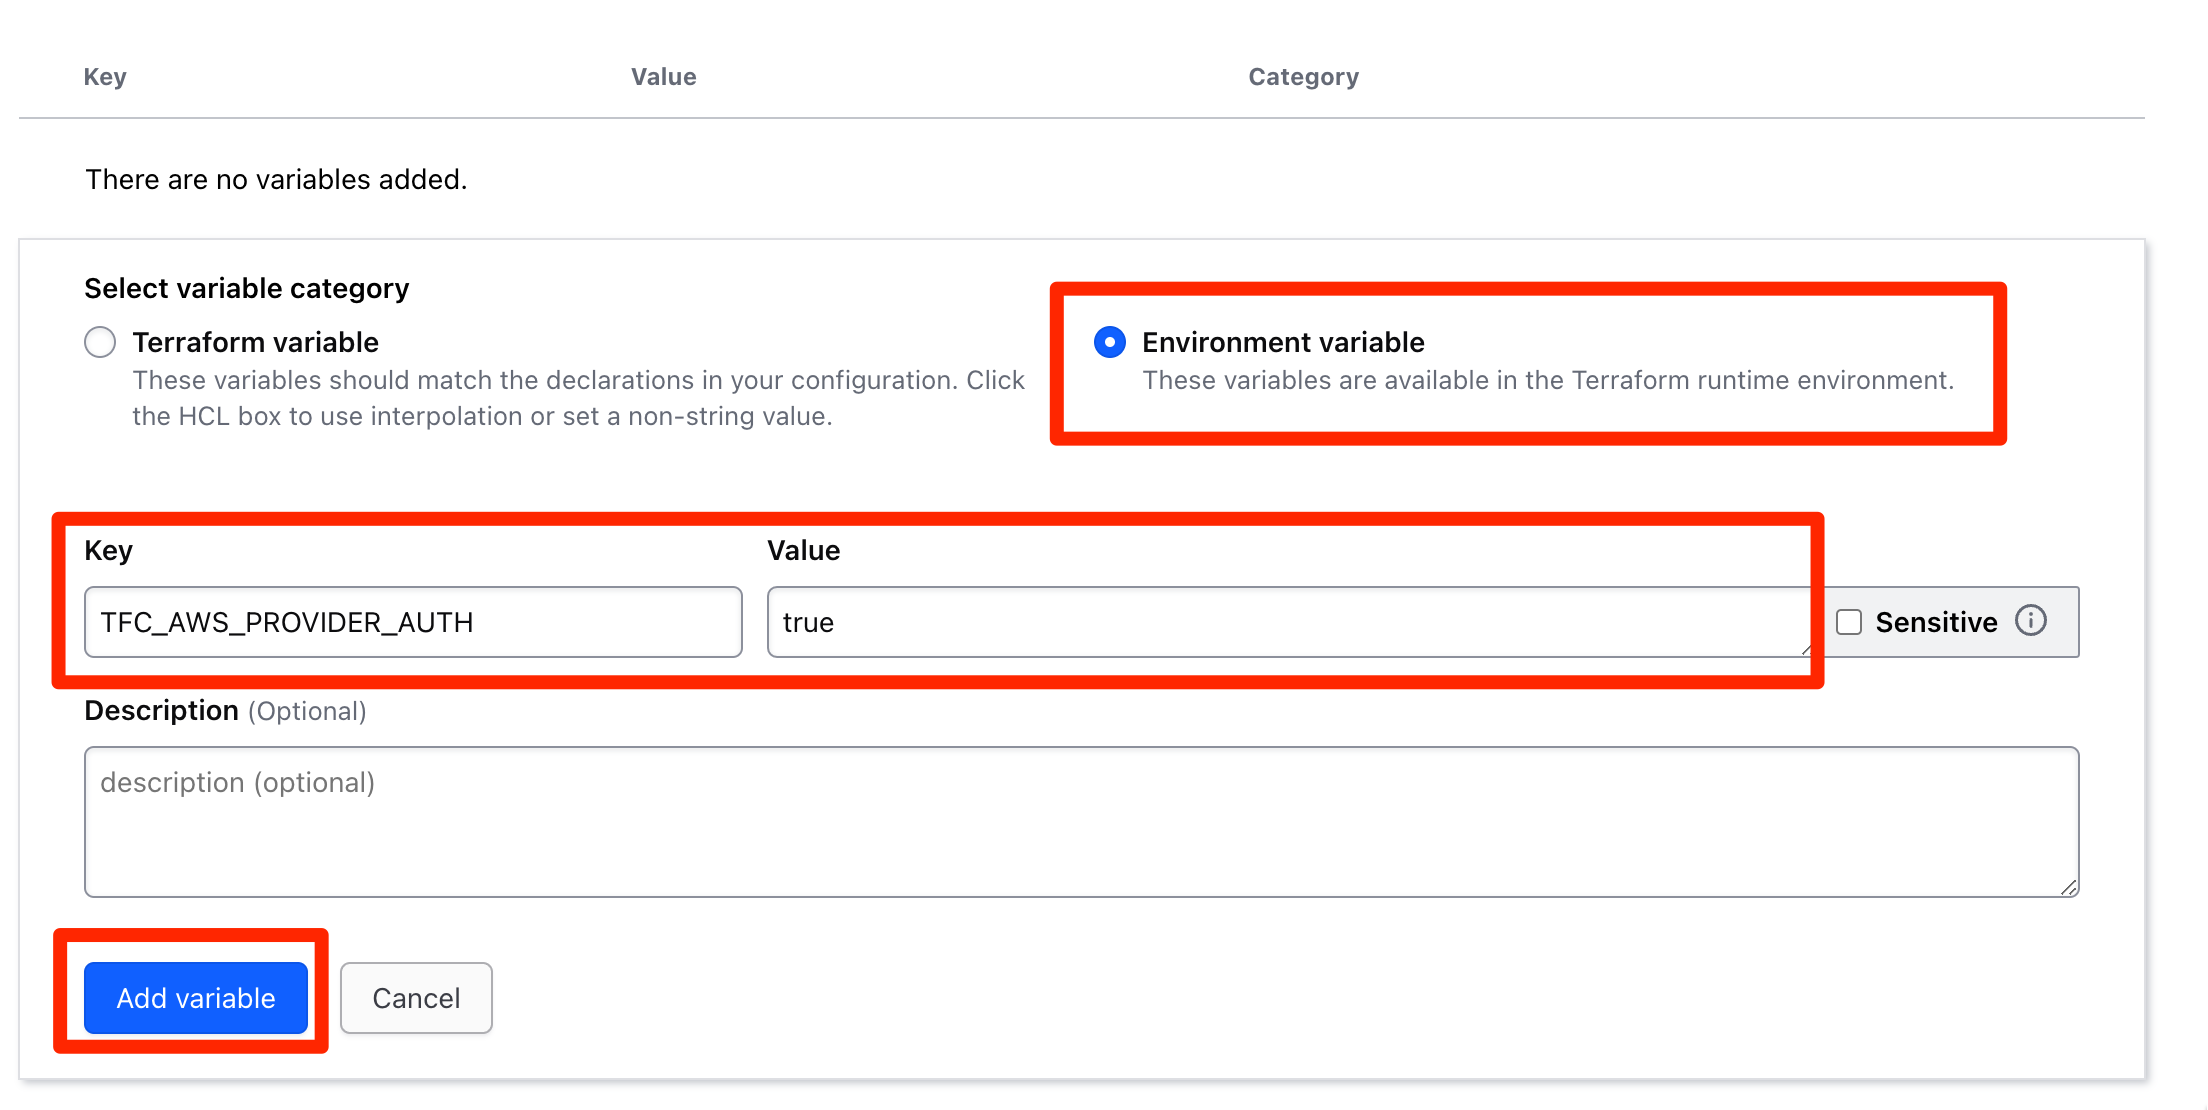 Key Value Category
There are no variables added.
Select variable category
Terraform variable
These variables should match the declarations in your configuration. Click
the HCL box to use interpolation or set a non-string value.
Environment variable
These variables are available in the Terraform runtime environment.
Key Value
TFC_AWS_PROVIDER_AUTH true Sensitive
Description (Optional)
description (optional)
Add variable Cancel